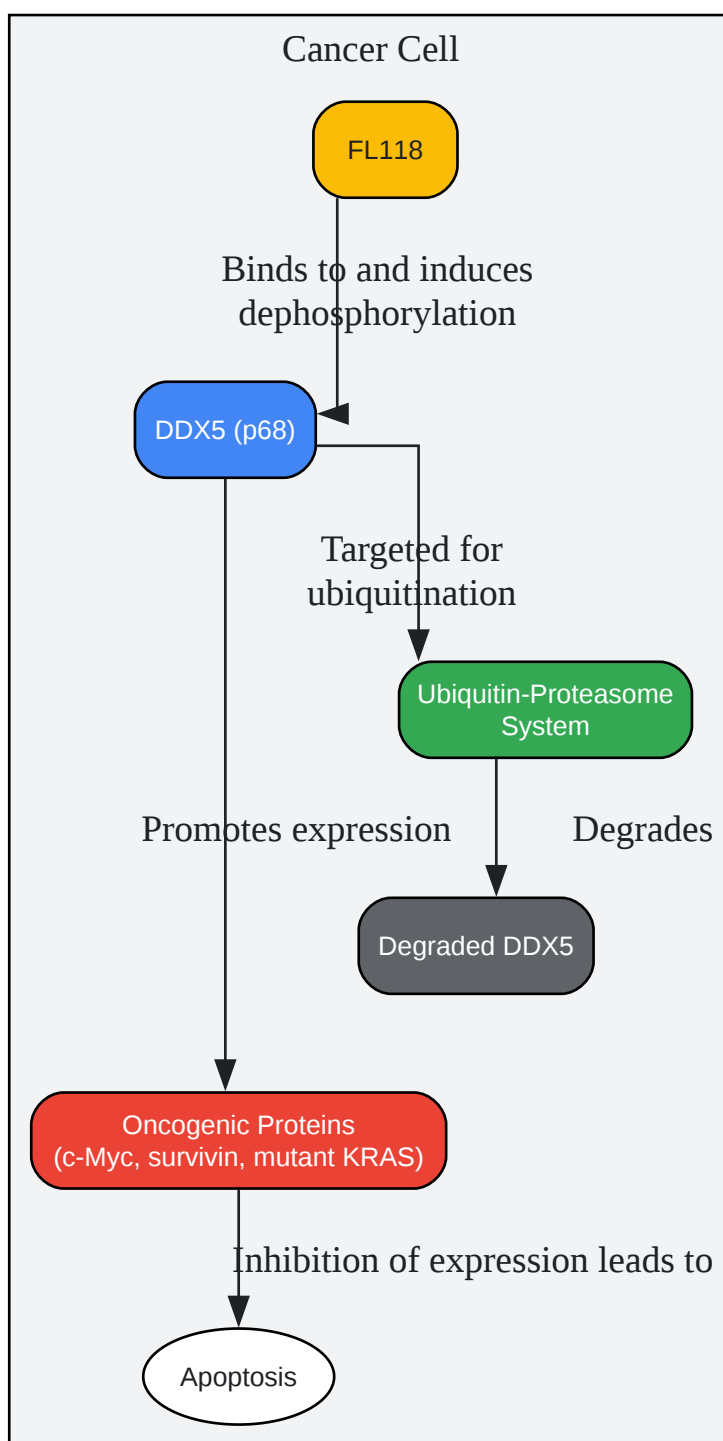 Cancer Cell
FL118
Binds to and induces
dephosphorylation
DDX5 (p68)
Targeted for
ubiquitination
Ubiquitin-Proteasome
System
Promotes expression
Degrades
Degraded DDX5
Oncogenic Proteins
(c-Myc, survivin, mutant KRAS)
Inhibition of expression leads to
Apoptosis